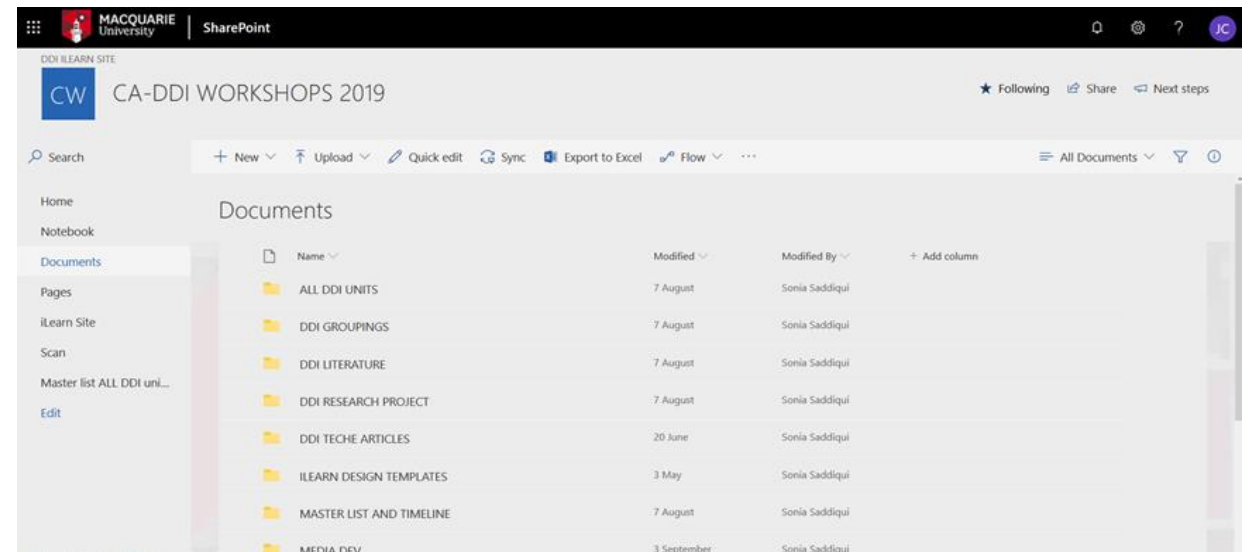 MACQUARIE
University
SharePoint
?
JC
DDI ILEARN SITE
CW
CA-DDI WORKSHOPS 2019
Following
Share
Next steps
Search
+ New
Upload
Quick edit
Sync
Export to Excel
Flow
···
All Documents
Home
Notebook
Documents
Pages
iLearn Site
Scan
Master list ALL DDI uni...
Edit
Documents
Name
Modified
Modified By
+ Add column
ALL DDI UNITS 7 August Sonia Saddiqui
DDI GROUPINGS 7 August Sonia Saddiqui
DDI LITERATURE 7 August Sonia Saddiqui
DDI RESEARCH PROJECT 7 August Sonia Saddiqui
DDI TECHE ARTICLES 20 June Sonia Saddiqui
ILEARN DESIGN TEMPLATES 3 May Sonia Saddiqui
MASTER LIST AND TIMELINE 7 August Sonia Saddiqui
MEDIA DEV 3 September Sonia Saddiqui